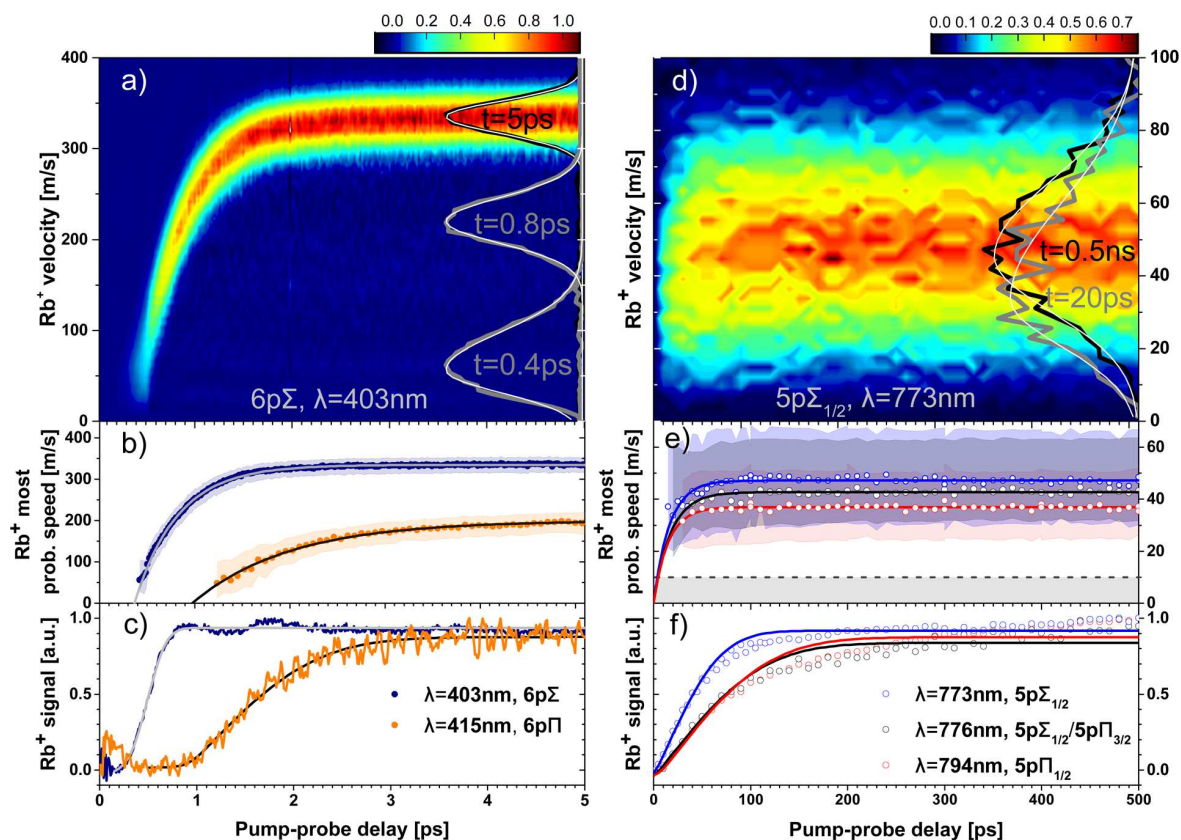 0.0 0.2 0.4 0.6 0.8 1.0
0.0 0.1 0.2 0.3 0.4 0.5 0.6 0.7
a)
400
300
200
100
0
Rb⁺ velocity [m/s]
t=5ps
t=0.8ps
t=0.4ps
6pΣ, λ=403nm
d)
100
80
60
40
20
0
Rb⁺ velocity [m/s]
t=0.5ns
t=20ps
5pΣ1/2, λ=773nm
b)
400
300
200
100
0
Rb⁺ most
prob. speed [m/s]
e)
60
40
20
0
Rb⁺ most
prob. speed [m/s]
c)
1.0
0.5
0.0
Rb⁺ signal [a.u.]
λ=403nm, 6pΣ
λ=415nm, 6pΠ
0 1 2 3 4 5
Pump-probe delay [ps]
f)
1.0
0.5
0.0
Rb⁺ signal [a.u.]
λ=773nm, 5pΣ1/2
λ=776nm, 5pΣ1/2/5pΠ3/2
λ=794nm, 5pΠ1/2
0 100 200 300 400 500
Pump-probe delay [ps]